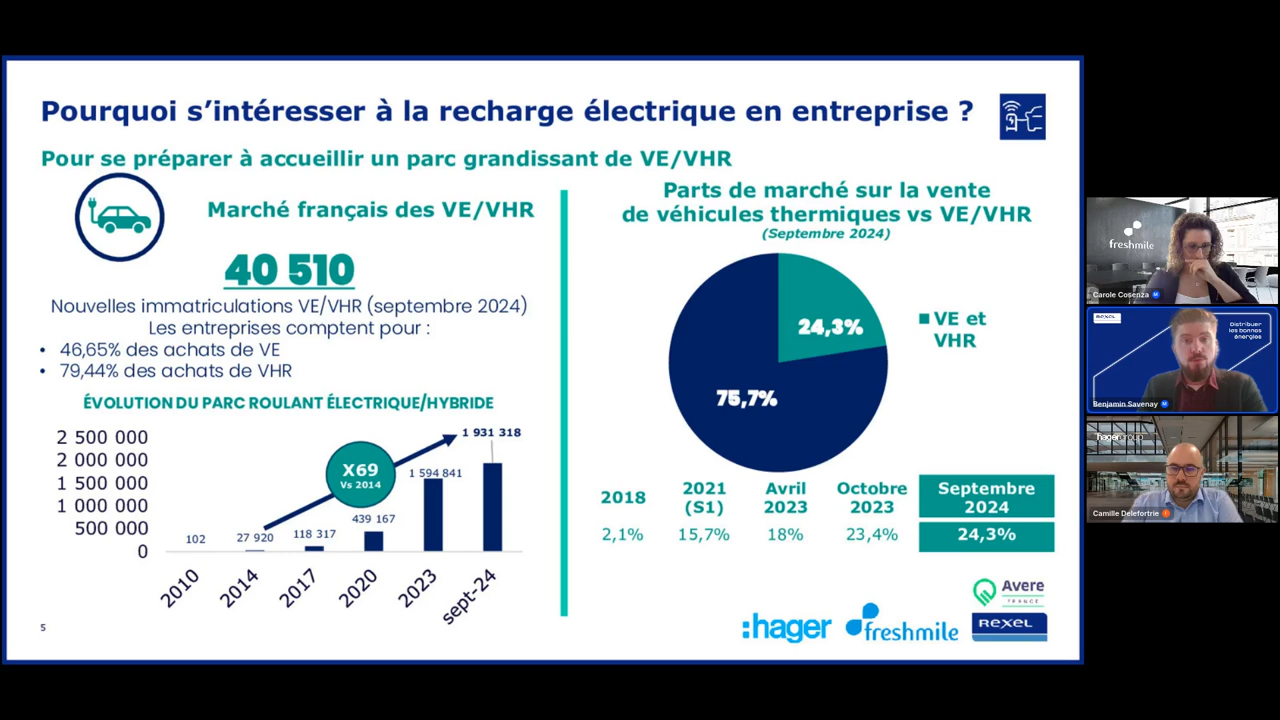 Pourquoi s’intéresser à la recharge électrique en entreprise ?
Pour se préparer à accueillir un parc grandissant de VE/VHR
Marché français des VE/VHR
40 510
Nouvelles immatriculations VE/VHR (septembre 2024)
Les entreprises comptent pour :
• 46,65% des achats de VE
• 79,44% des achats de VHR
ÉVOLUTION DU PARC ROULANT ÉLECTRIQUE/HYBRIDE
2 500 000
2 000 000
1 500 000
1 000 000
500 000
0
102
27 920
118 317
439 167
1 594 841
1 931 318
X69
Vs 2014
2010
2014
2017
2020
2023
sept-24
5
Parts de marché sur la vente
de véhicules thermiques vs VE/VHR
(Septembre 2024)
24,3%
75,7%
VE et
VHR
2018
2021
(S1)
Avril
2023
Octobre
2023
Septembre
2024
2,1%
15,7%
18%
23,4%
24,3%
Avere
FRANCE
:hager
freshmile
REXEL
freshmile
Carole Cosenza
REXEL
Distribuer
les bonnes
énergies
Benjamin Savenay
:hagergroup
Camille Delefortrie